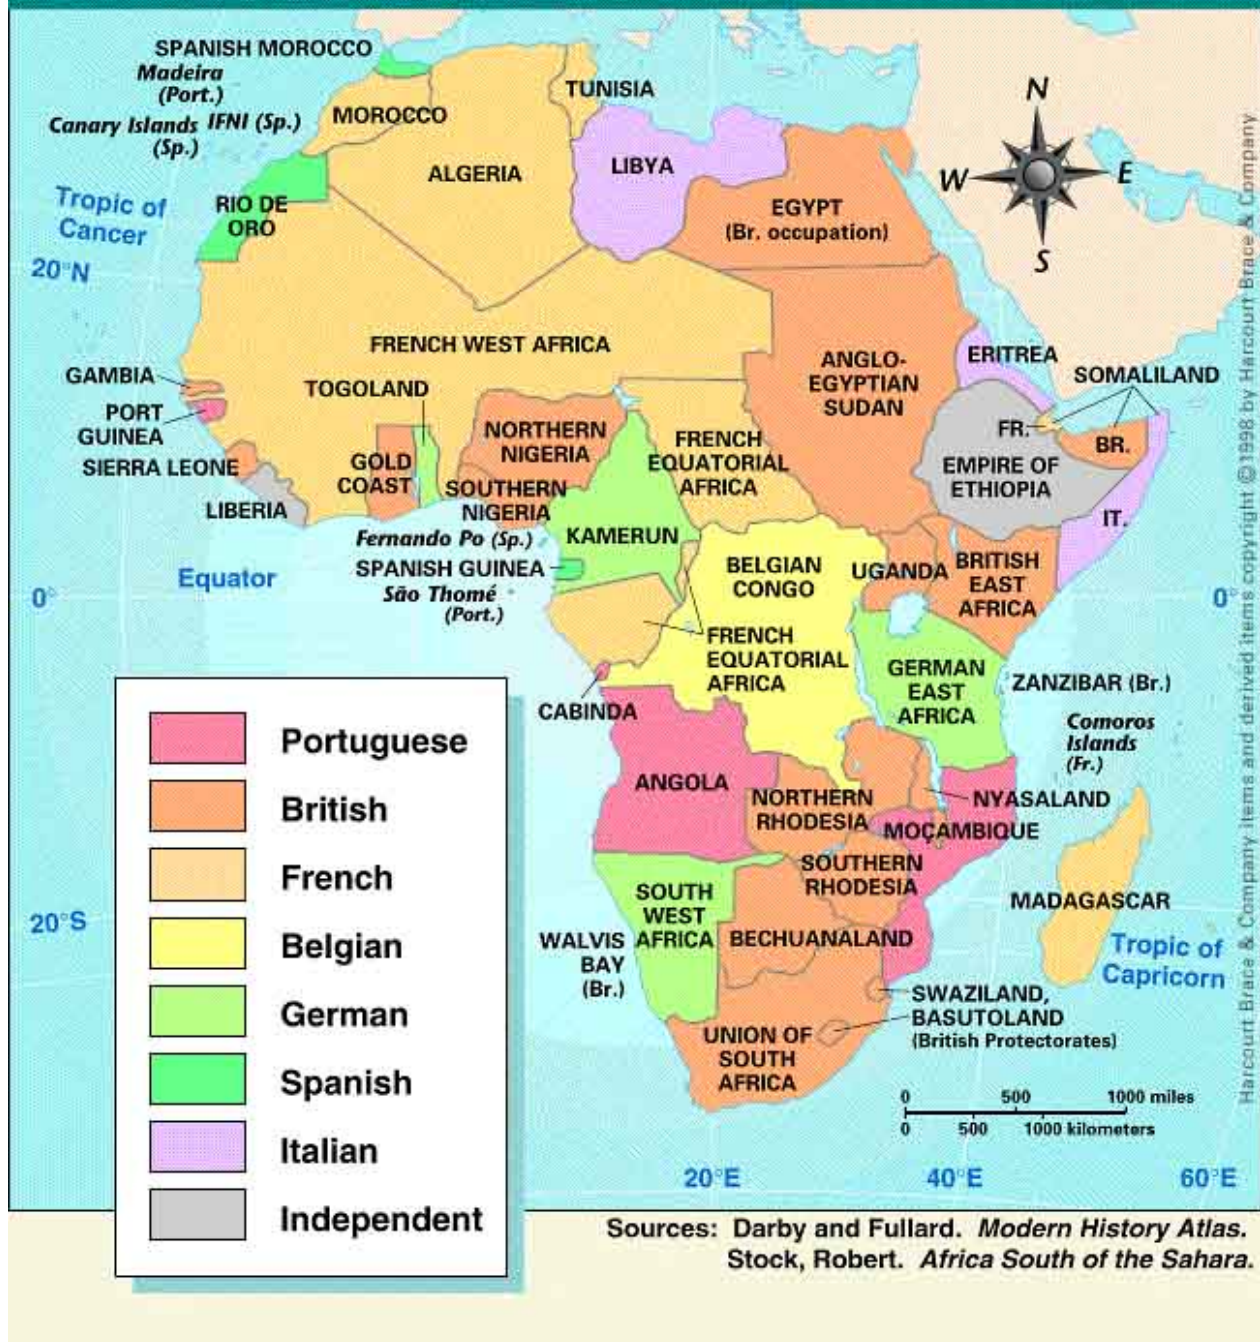 SPANISH MOROCCO
Madeira
(Port.)
Canary Islands
(Sp.)
IFNI (Sp.)
MOROCCO
TUNISIA
ALGERIA
LIBYA
EGYPT
(Br. occupation)
N
W
E
S
Tropic of
Cancer
RIO DE
ORO
20°N
FRENCH WEST AFRICA
ANGLO-
EGYPTIAN
SUDAN
ERITREA
SOMALILAND
FR.
BR.
IT.
EMPIRE OF
ETHIOPIA
GAMBIA
PORT
GUINEA
SIERRA LEONE
LIBERIA
TOGOLAND
GOLD
COAST
NORTHERN
NIGERIA
SOUTHERN
NIGERIA
FRENCH
EQUATORIAL
AFRICA
KAMERUN
Fernando Po (Sp.)
SPANISH GUINEA
São Thomé
(Port.)
Equator
0°
0°
BELGIAN
CONGO
UGANDA
BRITISH
EAST
AFRICA
FRENCH
EQUATORIAL
AFRICA
GERMAN
EAST
AFRICA
ZANZIBAR (Br.)
Comoros
Islands
(Fr.)
CABINDA
ANGOLA
NORTHERN
RHODESIA
NYASALAND
MOÇAMBIQUE
SOUTHERN
RHODESIA
MADAGASCAR
Tropic of
Capricorn
20°S
SOUTH
WEST
AFRICA
WALVIS
BAY
(Br.)
BECHUANALAND
SWAZILAND,
BASUTOLAND
(British Protectorates)
UNION OF
SOUTH
AFRICA
0 500 1000 miles
0 500 1000 kilometers
20°E
40°E
60°E
Portuguese
British
French
Belgian
German
Spanish
Italian
Independent
Harcourt Brace & Company items and derived items copyright ©1998 by Harcourt Brace & Company
Sources: Darby and Fullard. Modern History Atlas.
Stock, Robert. Africa South of the Sahara.